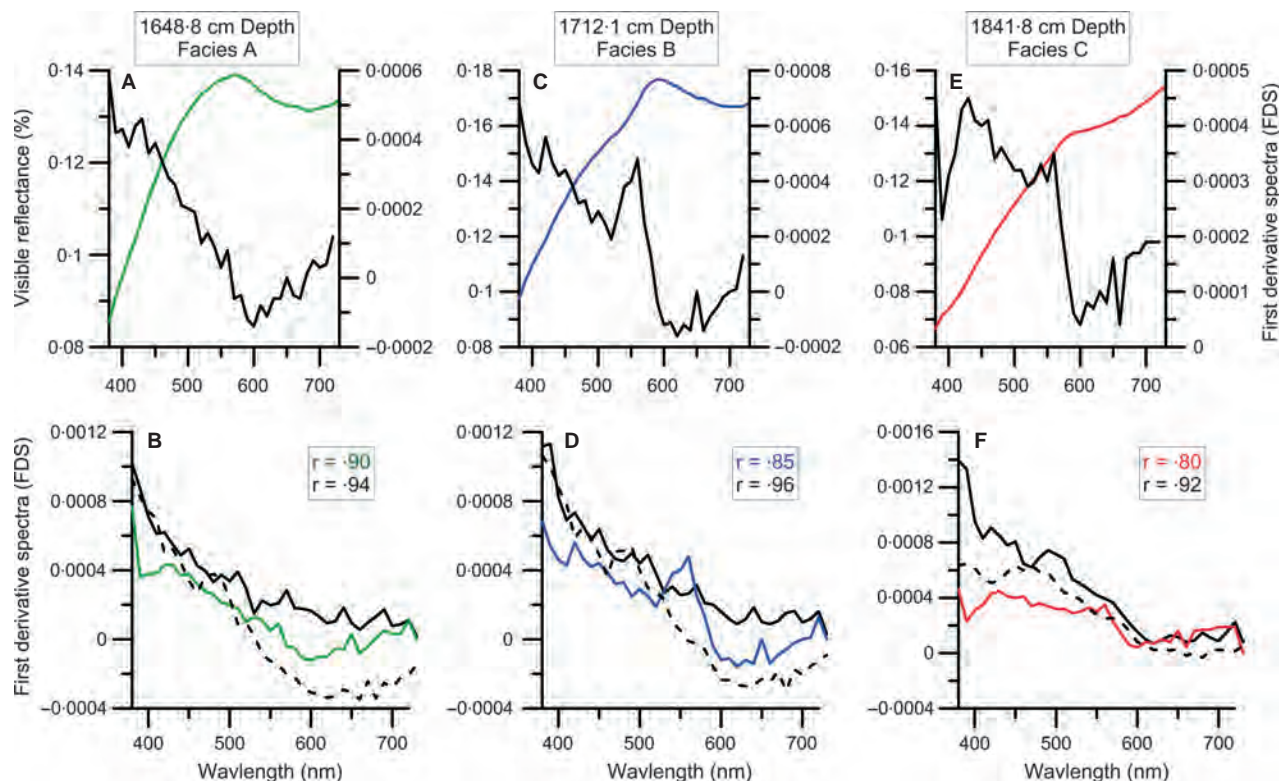 1648·8 cm Depth
Facies A
1712·1 cm Depth
Facies B
1841·8 cm Depth
Facies C
A
C
E
Visible reflectance (%)
0·14
0·12
0·1
0·08
0·0006
0·0004
0·0002
0
−0·0002
400 500 600 700
0·18
0·16
0·14
0·12
0·1
0·08
0·0008
0·0006
0·0004
0·0002
0
−0·0002
400 500 600 700
0·16
0·14
0·12
0·1
0·08
0·06
0·0005
0·0004
0·0003
0·0002
0·0001
0
400 500 600 700
First derivative spectra (FDS)
B
D
F
First derivative spectra (FDS)
0·0012
0·0008
0·0004
0
−0·0004
r = ·90
r = ·94
400 500 600 700
Wavlength (nm)
0·0012
0·0008
0·0004
0
−0·0004
r = ·85
r = ·96
400 500 600 700
Wavlength (nm)
0·0016
0·0012
0·0008
0·0004
0
−0·0004
r = ·80
r = ·92
400 500 600 700
Wavlength (nm)